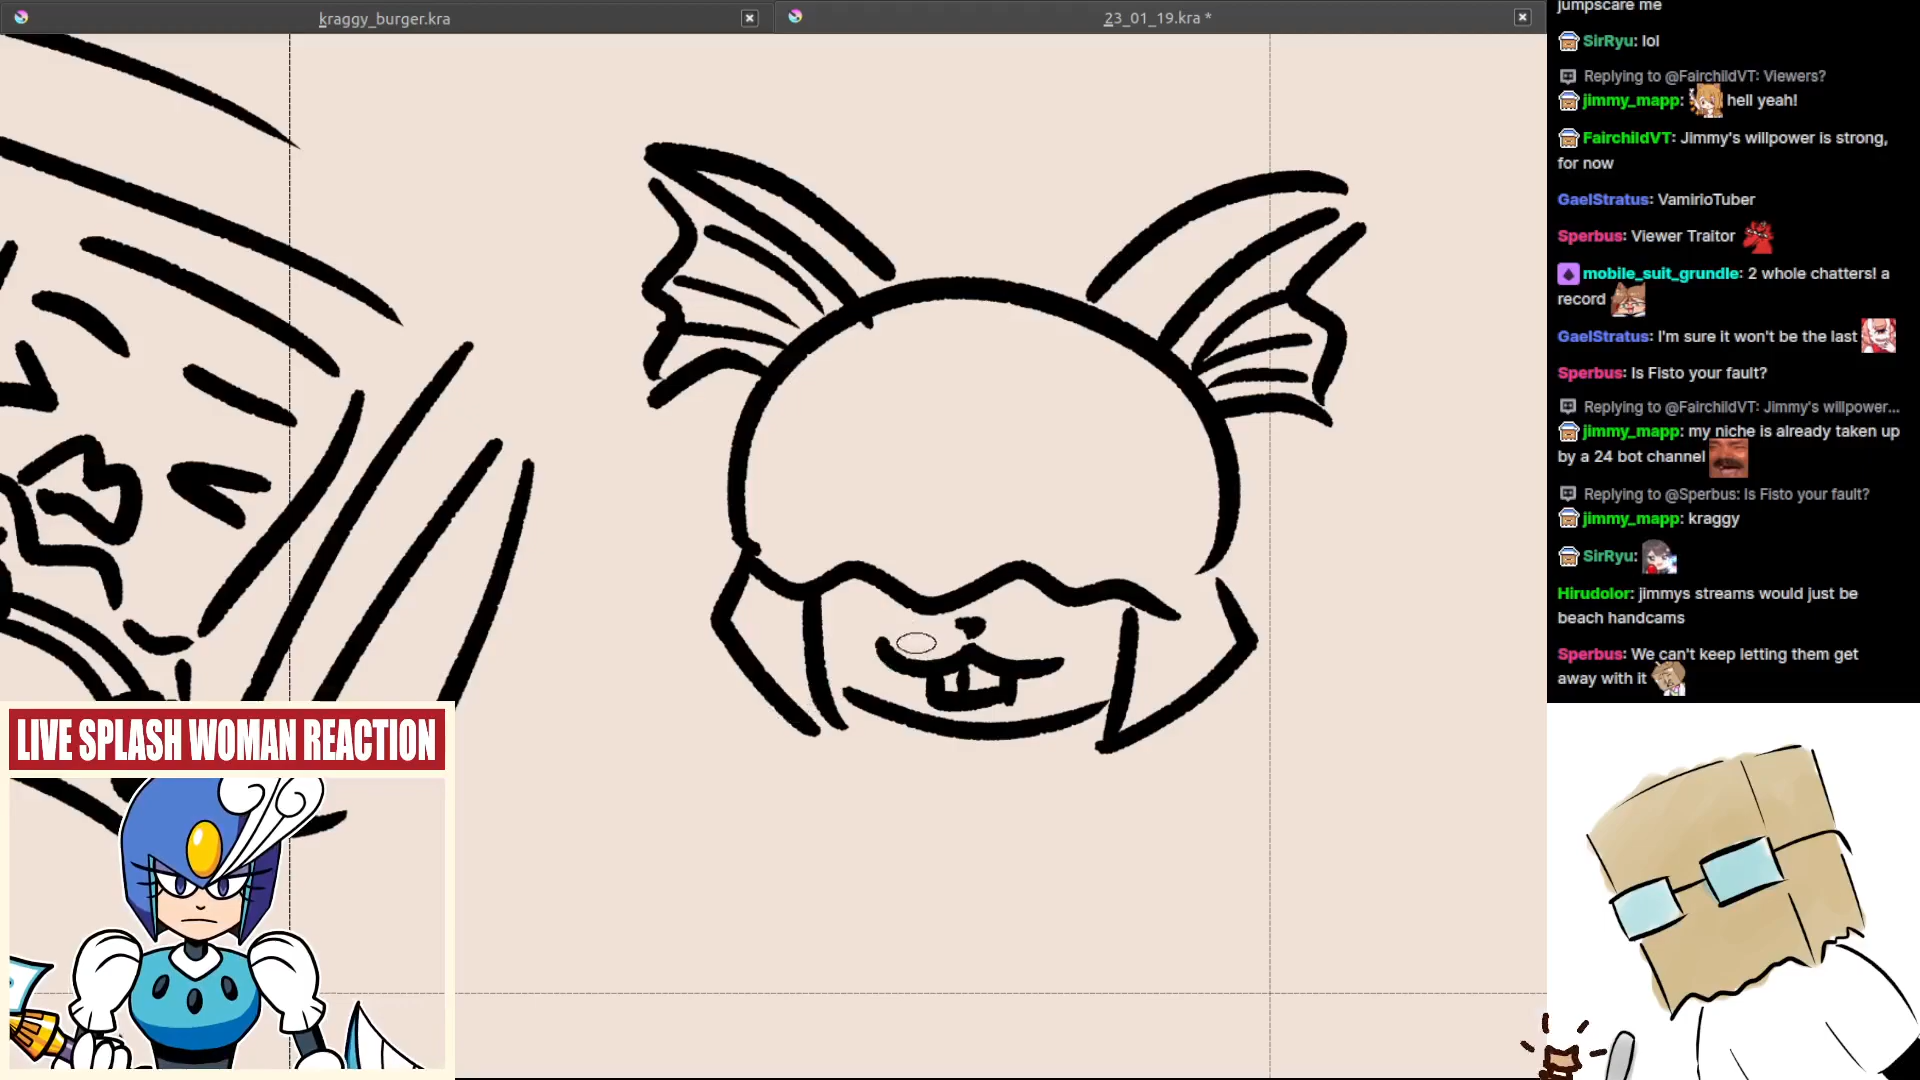 kraggy_burger.kra
23_01_19.kra *
jumpscare me
SirRyu: lol
Replying to @FairchildVT: Viewers?
jimmy_mapp: hell yeah!
FairchildVT: Jimmy's willpower is strong,
for now
GaelStratus: VamirioTuber
Sperbus: Viewer Traitor
mobile_suit_grundle: 2 whole chatters! a
record
GaelStratus: I'm sure it won't be the last
Sperbus: Is Fisto your fault?
Replying to @FairchildVT: Jimmy's willpower...
jimmy_mapp: my niche is already taken up
by a 24 bot channel
Replying to @Sperbus: Is Fisto your fault?
jimmy_mapp: kraggy
SirRyu:
Hirudolor: jimmys streams would just be
beach handcams
Sperbus: We can't keep letting them get
away with it
LIVE SPLASH WOMAN REACTION